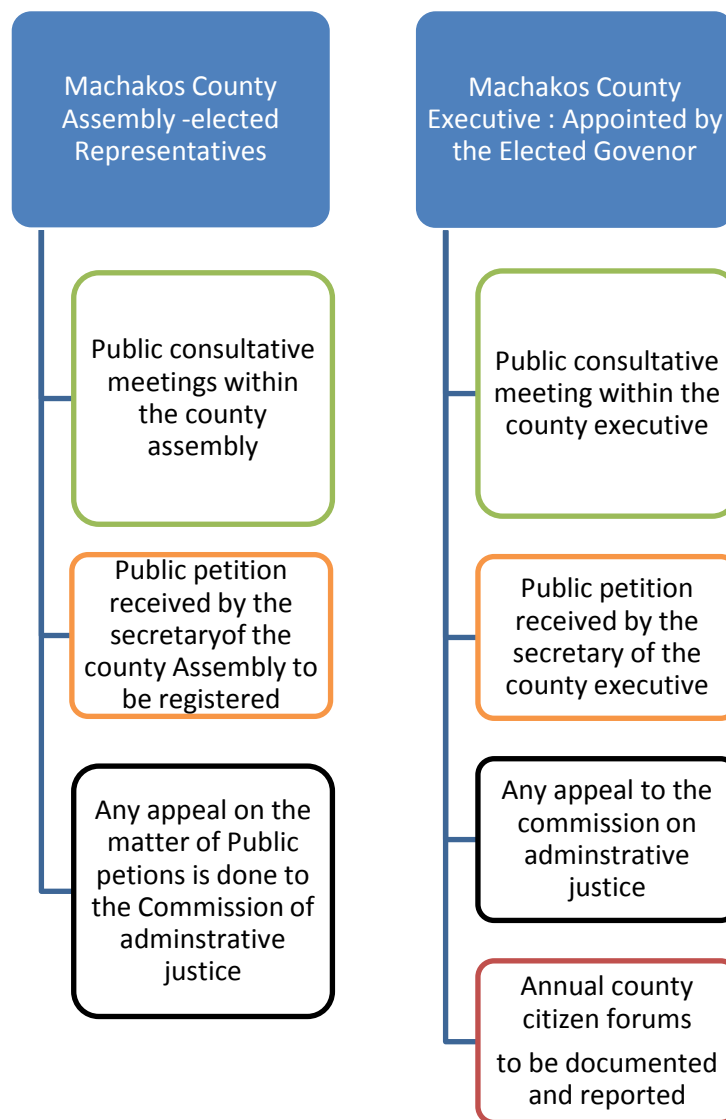 Machakos County
Assembly -elected
Representatives
Public consultative
meetings within
the county
assembly
Public petition
received by the
secretaryof the
county Assembly to
be registered
Any appeal on the
matter of Public
petions is done to
the Commission of
adminstrative
justice
Machakos County
Executive : Appointed by
the Elected Govenor
Public consultative
meeting within the
county executive
Public petition
received by the
secretary of the
county executive
Any appeal to the
commission on
adminstrative
justice
Annual county
citizen forums
to be documented
and reported